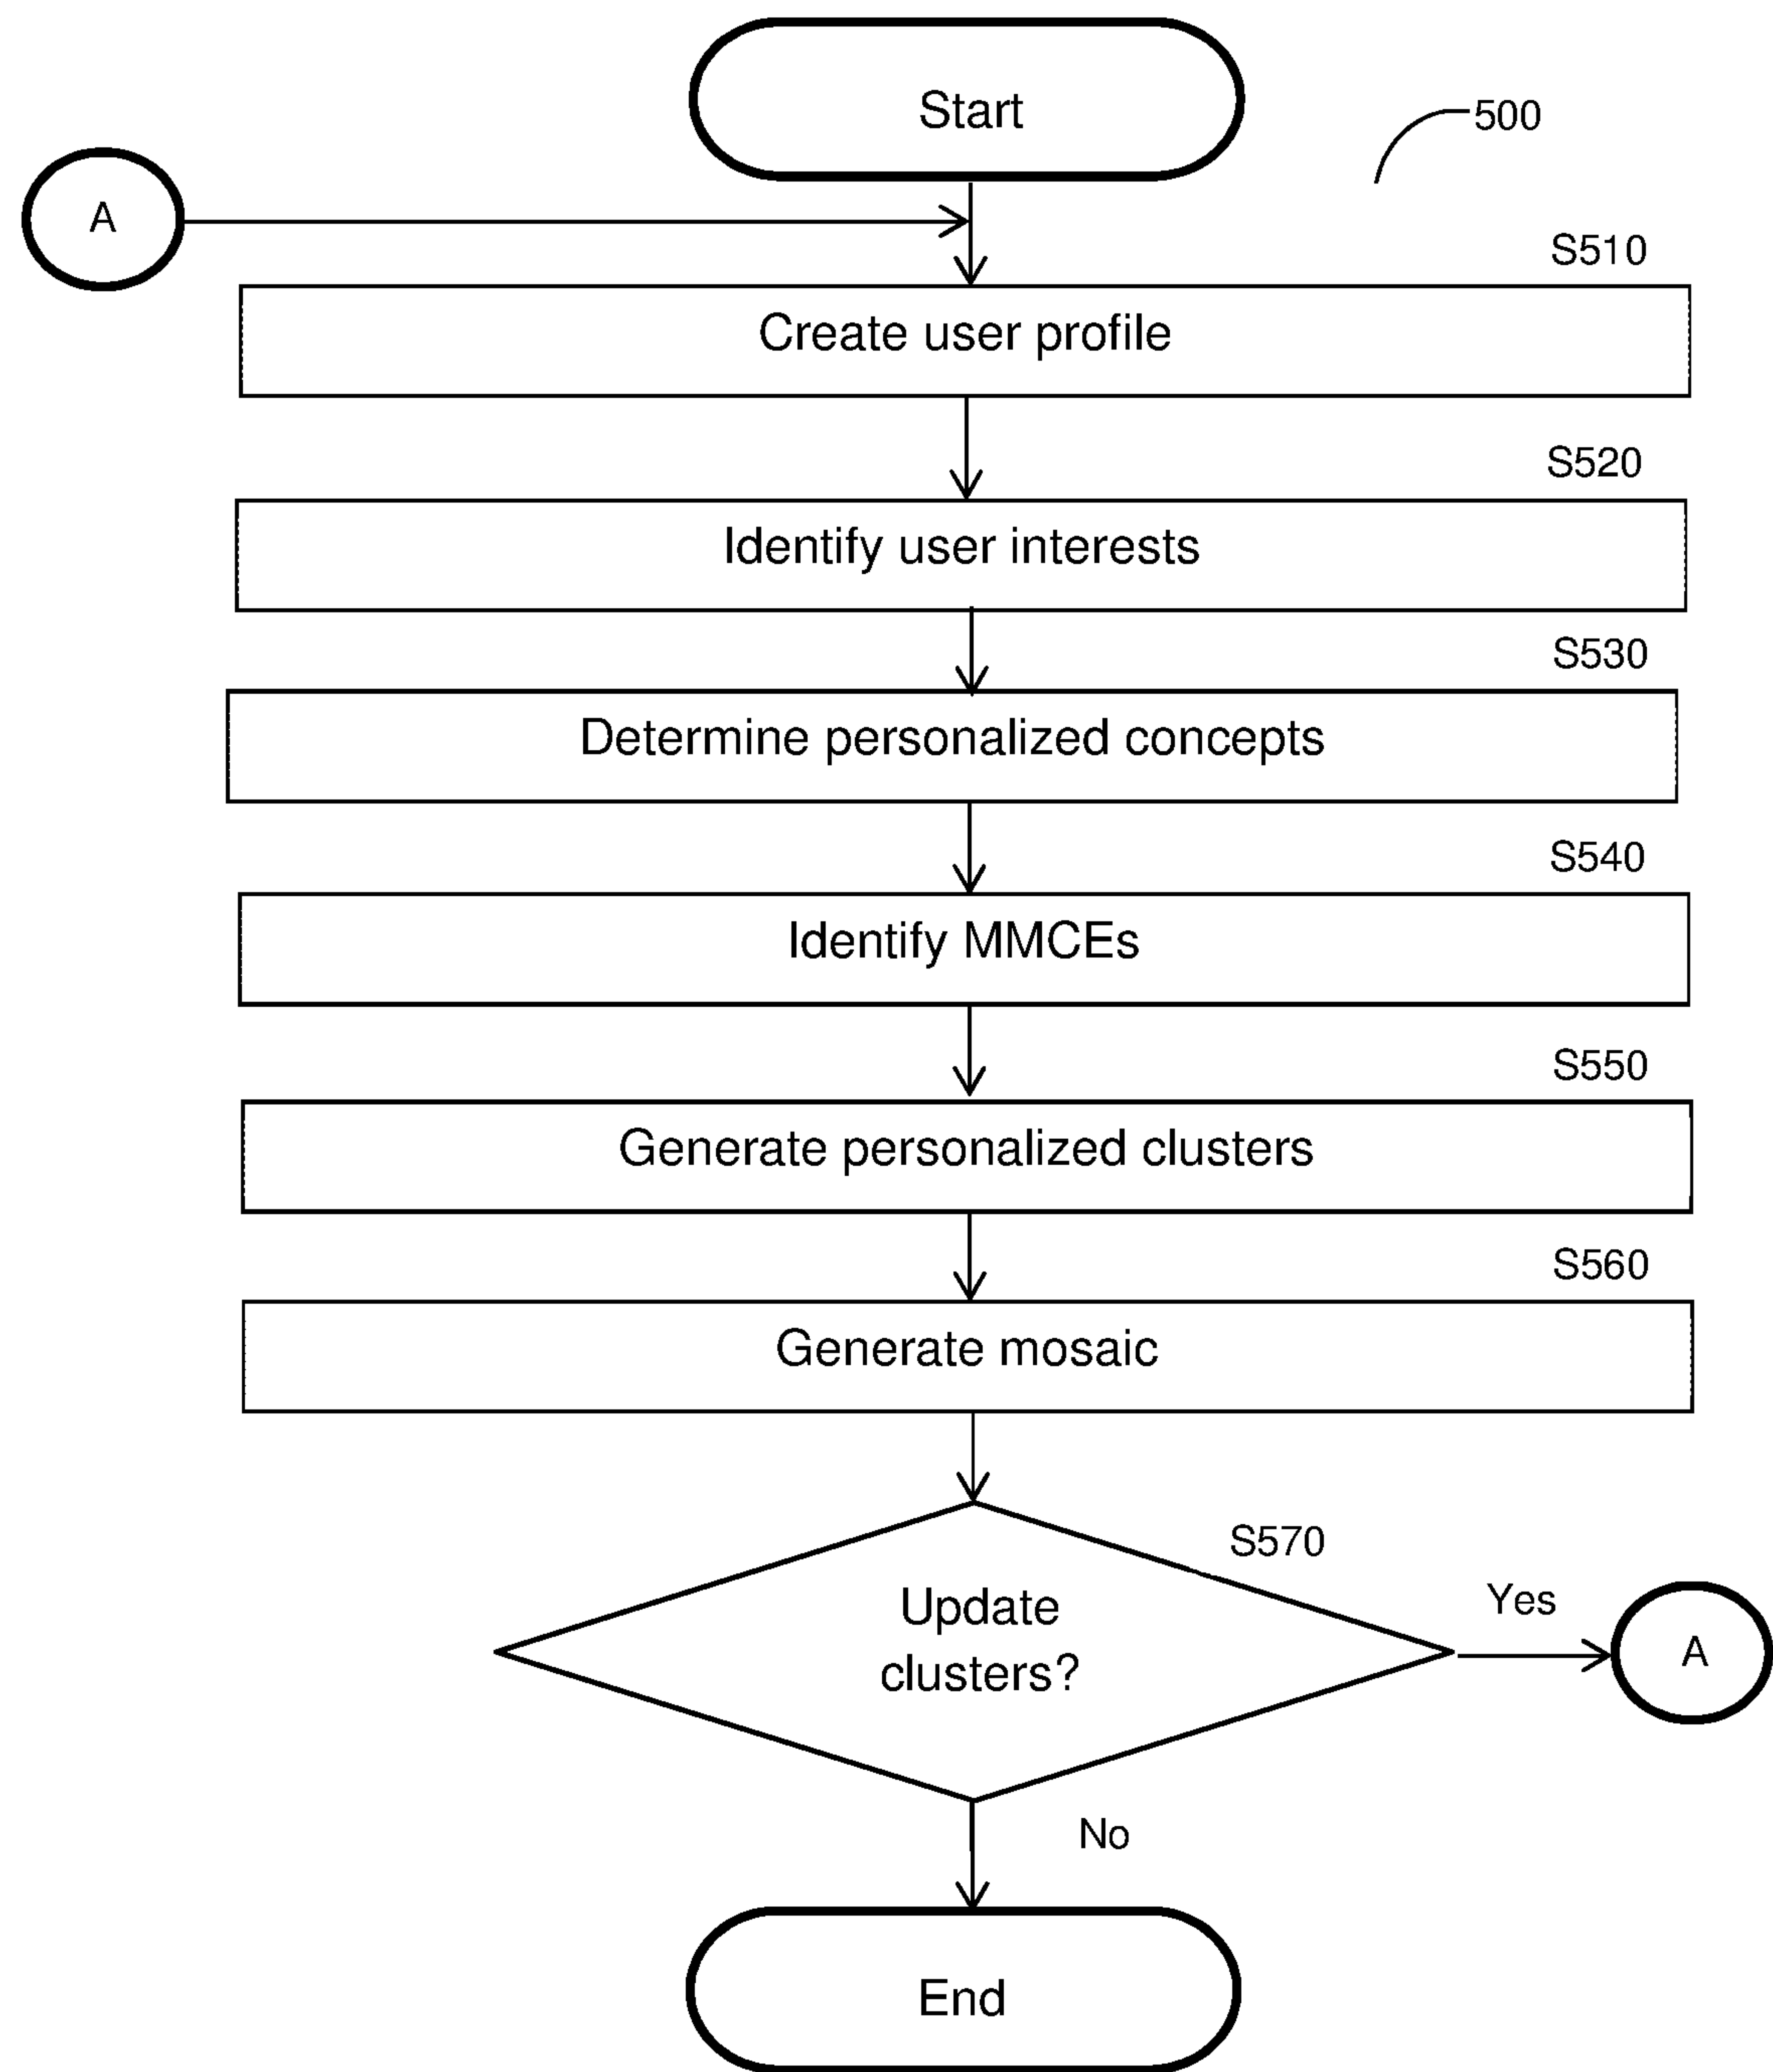 Start
500
A
S510
Create user profile
S520
Identify user interests
S530
Determine personalized concepts
S540
Identify MMCEs
S550
Generate personalized clusters
S560
Generate mosaic
S570
Update
clusters?
Yes
A
No
End